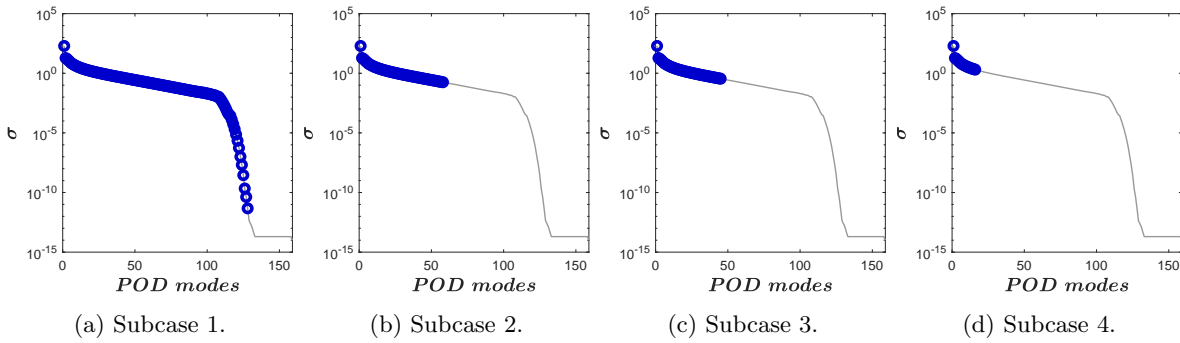 10^5 10^5 10^5 10^5
10^0 10^0 10^0 10^0
σ σ σ σ
10^-5 10^-5 10^-5 10^-5
10^-10 10^-10 10^-10 10^-10
10^-15 10^-15 10^-15 10^-15
0 50 100 150 0 50 100 150 0 50 100 150 0 50 100 150
POD modes POD modes POD modes POD modes
(a) Subcase 1. (b) Subcase 2. (c) Subcase 3. (d) Subcase 4.